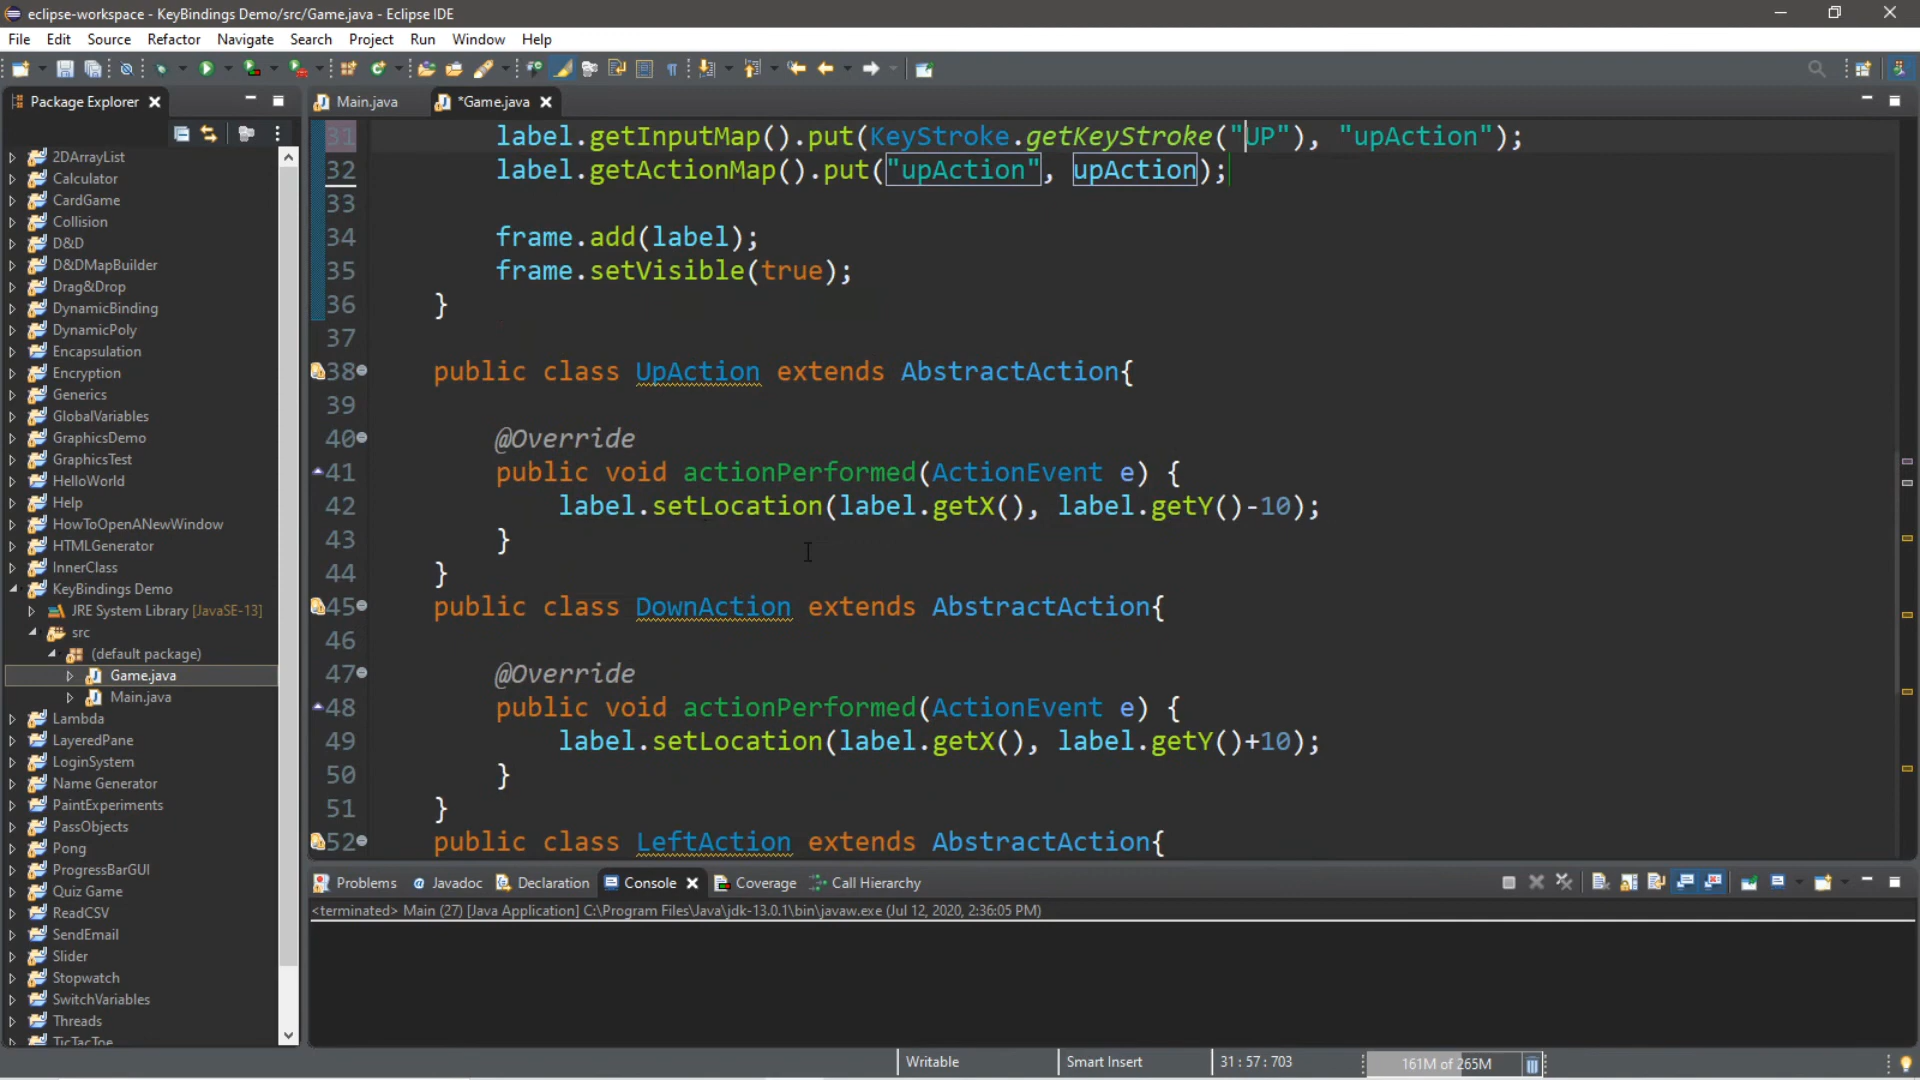 eclipse-workspace - KeyBindings Demo/src/Game.java - Eclipse IDE
File Edit Source Refactor Navigate Search Project Run Window Help
Package Explorer
Main.java *Game.java
2DArrayList
Calculator
CardGame
Collision
D&D
D&DMapBuilder
Drag&Drop
DynamicBinding
DynamicPoly
Encapsulation
Encryption
Generics
GlobalVariables
GraphicsDemo
GraphicsTest
HelloWorld
Help
HowToOpenANewWindow
HTMLGenerator
InnerClass
KeyBindings Demo
JRE System Library [JavaSE-13]
src
(default package)
Game.java
Main.java
Lambda
LayeredPane
LoginSystem
Name Generator
PaintExperiments
PassObjects
Pong
ProgressBarGUI
Quiz Game
ReadCSV
SendEmail
Slider
Stopwatch
SwitchVariables
Threads
TicTacToe
31 label.getInputMap().put(KeyStroke.getKeyStroke("UP"), "upAction");
32 label.getActionMap().put("upAction", upAction);
33
34 frame.add(label);
35 frame.setVisible(true);
36 }
37
38 public class UpAction extends AbstractAction{
39
40 @Override
41 public void actionPerformed(ActionEvent e) {
42 label.setLocation(label.getX(), label.getY()-10);
43 }
44 }
45 public class DownAction extends AbstractAction{
46
47 @Override
48 public void actionPerformed(ActionEvent e) {
49 label.setLocation(label.getX(), label.getY()+10);
50 }
51 }
52 public class LeftAction extends AbstractAction{
Problems @ Javadoc Declaration Console Coverage Call Hierarchy
<terminated> Main (27) [Java Application] C:\Program Files\Java\jdk-13.0.1\bin\javaw.exe (Jul 12, 2020, 2:36:05 PM)
Writable Smart Insert 31 : 57 : 703 161M of 265M